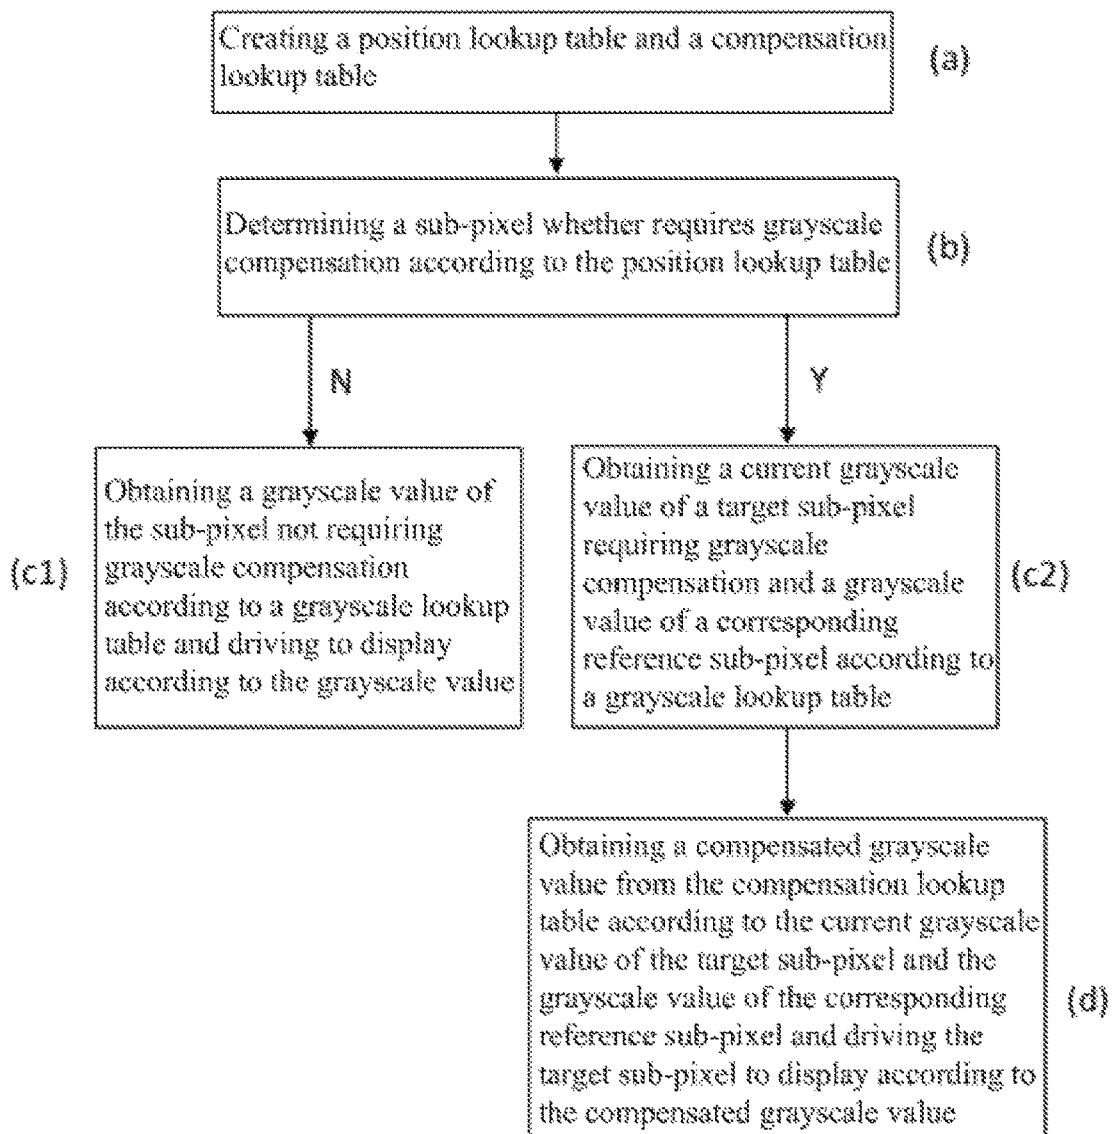 Creating a position lookup table and a compensation
lookup table
(a)
Determining a sub-pixel whether requires grayscale
compensation according to the position lookup table
(b)
N
Y
Obtaining a grayscale value of
the sub-pixel not requiring
grayscale compensation
according to a grayscale lookup
table and driving to display
according to the grayscale value
(c1)
Obtaining a current grayscale
value of a target sub-pixel
requiring grayscale
compensation and a grayscale
value of a corresponding
reference sub-pixel according to
a grayscale lookup table
(c2)
Obtaining a compensated grayscale
value from the compensation lookup
table according to the current grayscale
value of the target sub-pixel and the
grayscale value of the corresponding
reference sub-pixel and driving the
target sub-pixel to display according to
the compensated grayscale value
(d)